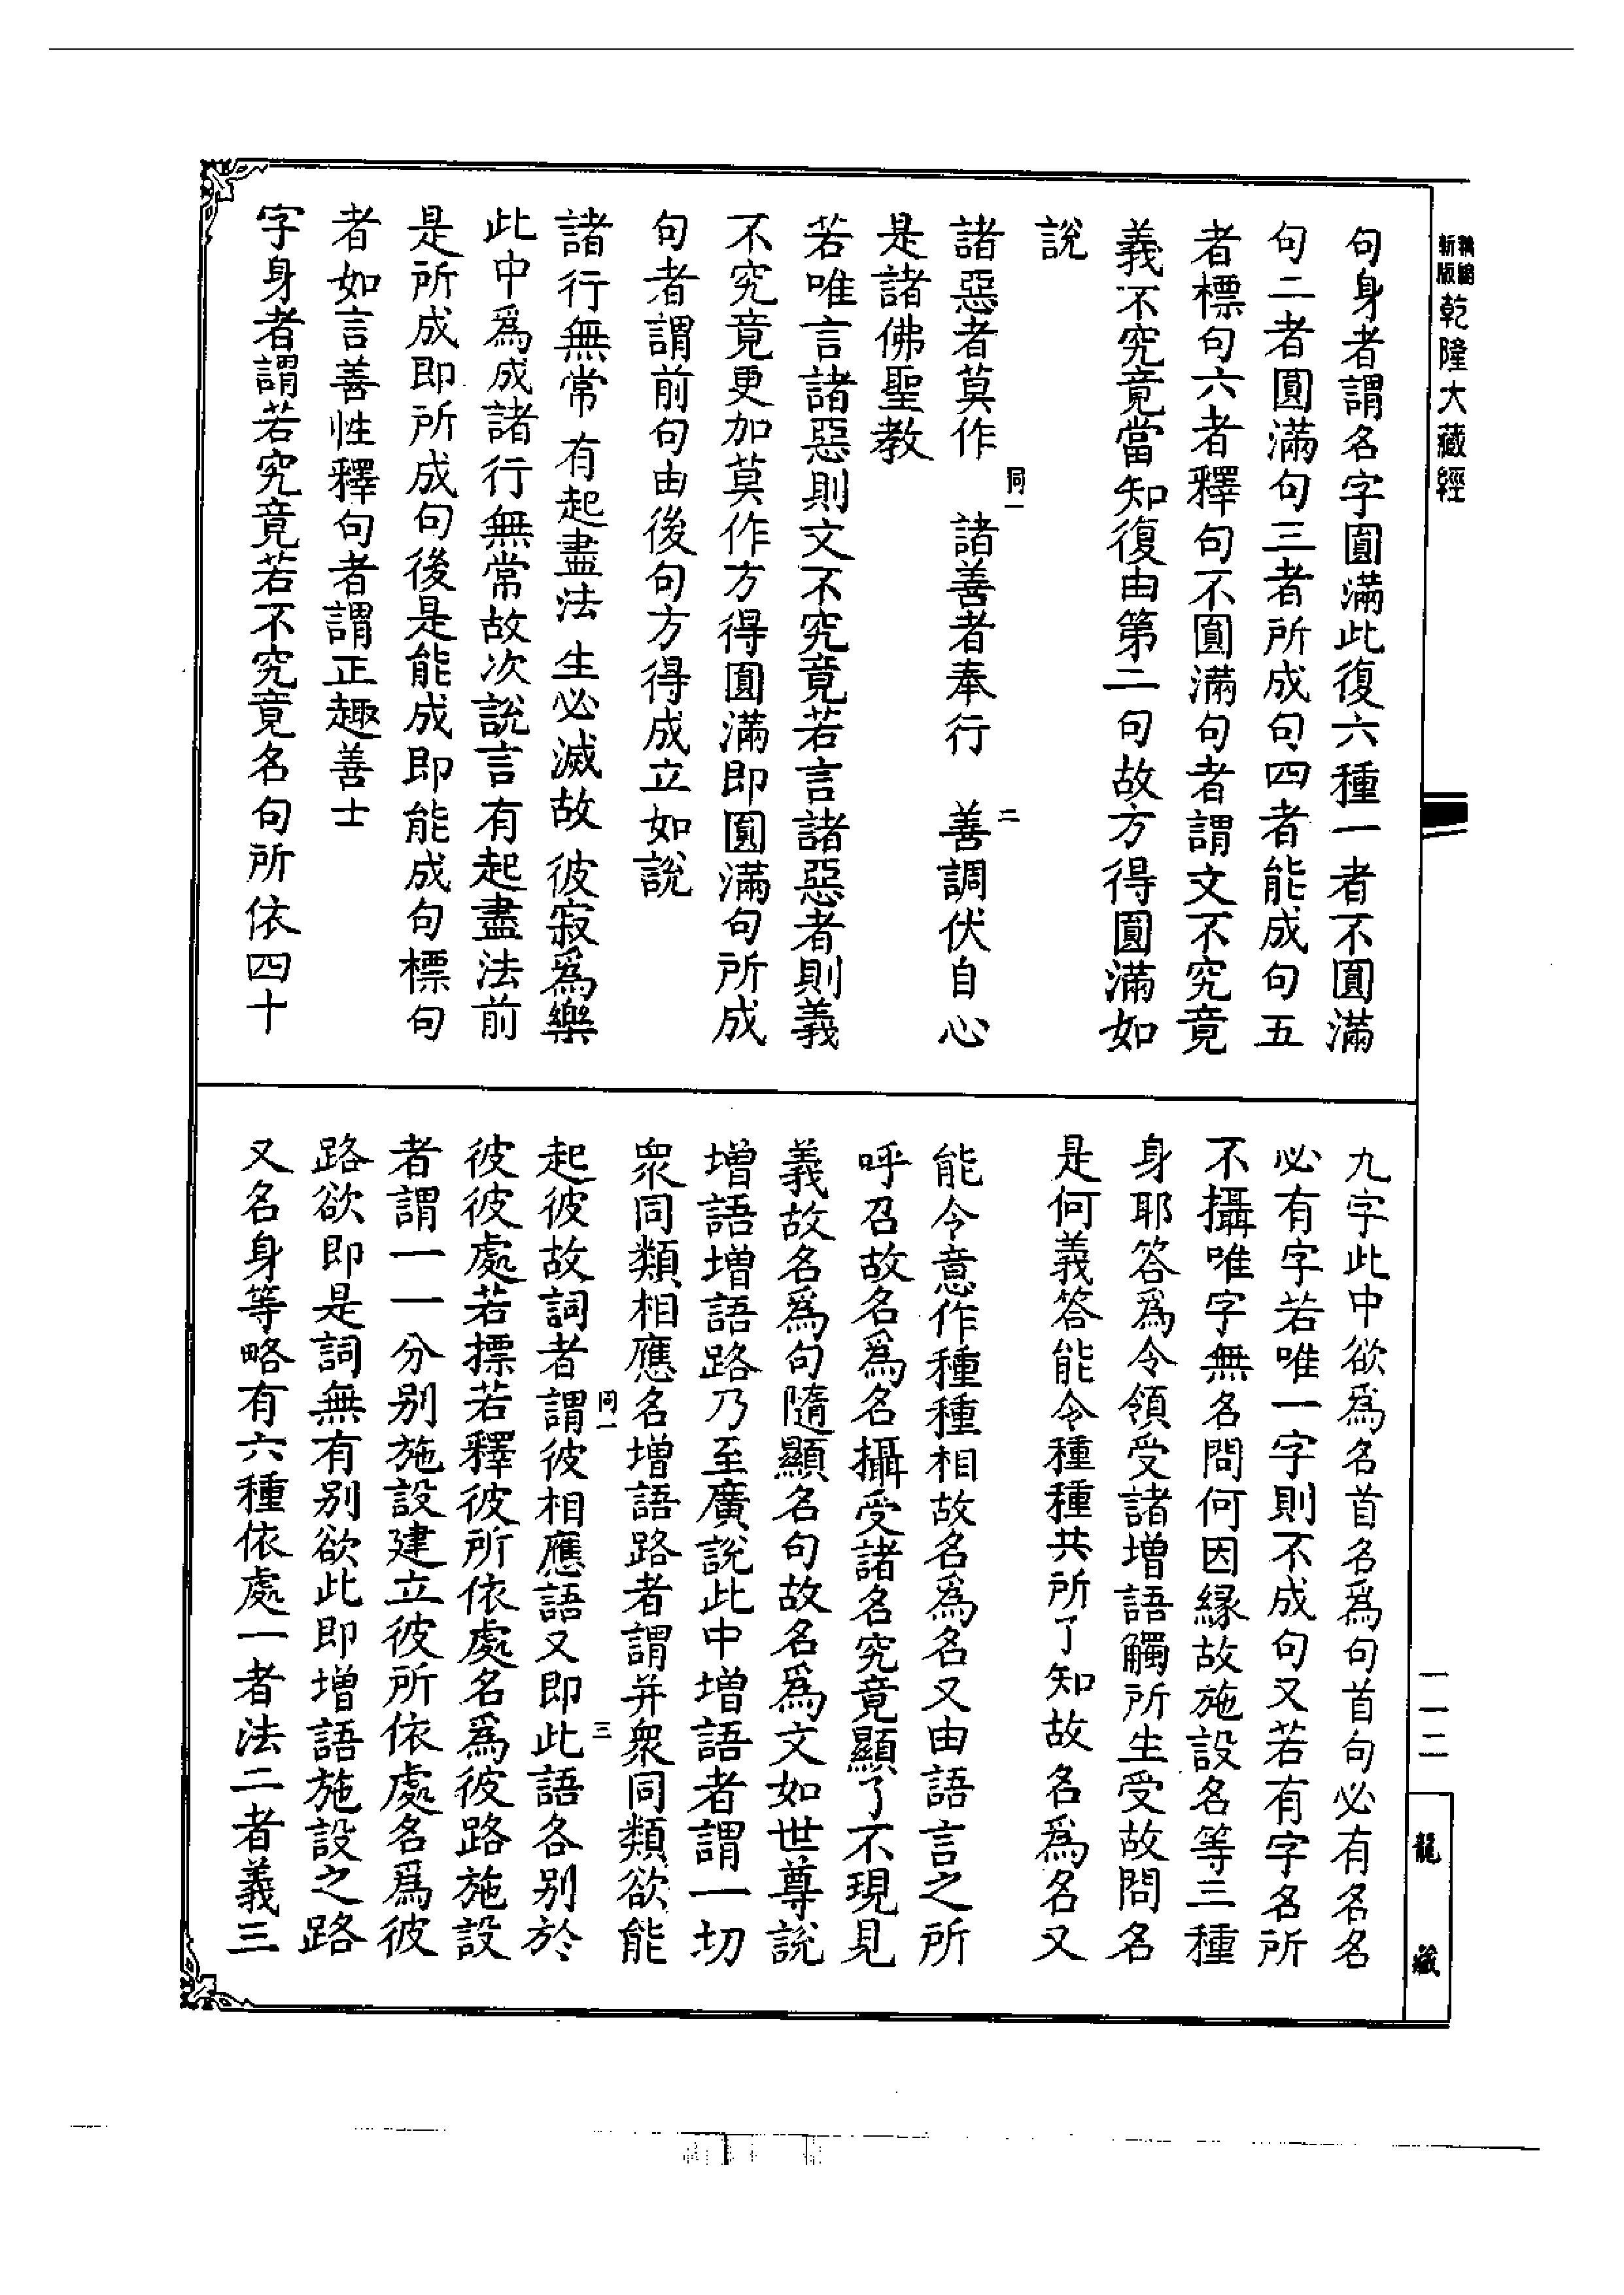 精縮
新版
乾隆大藏經
句身者謂名字圓滿此復六種一者不圓滿
句二者圓滿句三者所成句四者能成句五
者標句六者釋句不圓滿句者謂文不究竟
義不究竟當知復由第二句故方得圓滿如
說
諸惡者莫作　諸善者奉行　善調伏自心
同一
二
是諸佛聖教
若唯言諸惡則文不究竟若言諸惡者則義
不究竟更加莫作方得圓滿即圓滿句所成
句者謂前句由後句方得成立如說
諸行無常　有起盡法　生必滅故　彼寂爲樂
此中爲成諸行無常故次說言有起盡法前
是所成即所成句後是能成即能成句標句
者如言善性釋句者謂正趣善士
字身者謂若究竟若不究竟名句所依四十
九字此中欲爲名首名爲句首句必有名名
必有字若唯一字則不成句又若有字名所
不攝唯字無名問何因緣故施設名等三種
身耶答爲令領受諸增語觸所生受故問名
是何義答能令種種共所了知故名爲名又
能令意作種種相故名爲名又由語言之所
呼召故名爲名攝受諸名究竟顯了不現見
義故名爲句隨顯名句故名爲文如世尊說
增語增語路乃至廣說此中增語者謂一切
衆同類相應名增語路者謂并衆同類欲能
起彼故詞者謂彼相應語又即此語各別於
同一
三
彼彼處若摽若釋彼所依處名爲彼路施設
者謂一一分別施設建立彼所依處名爲彼
路欲即是詞無有別欲此即增語施設之路
又名身等略有六種依處一者法二者義三
一一二
龍藏